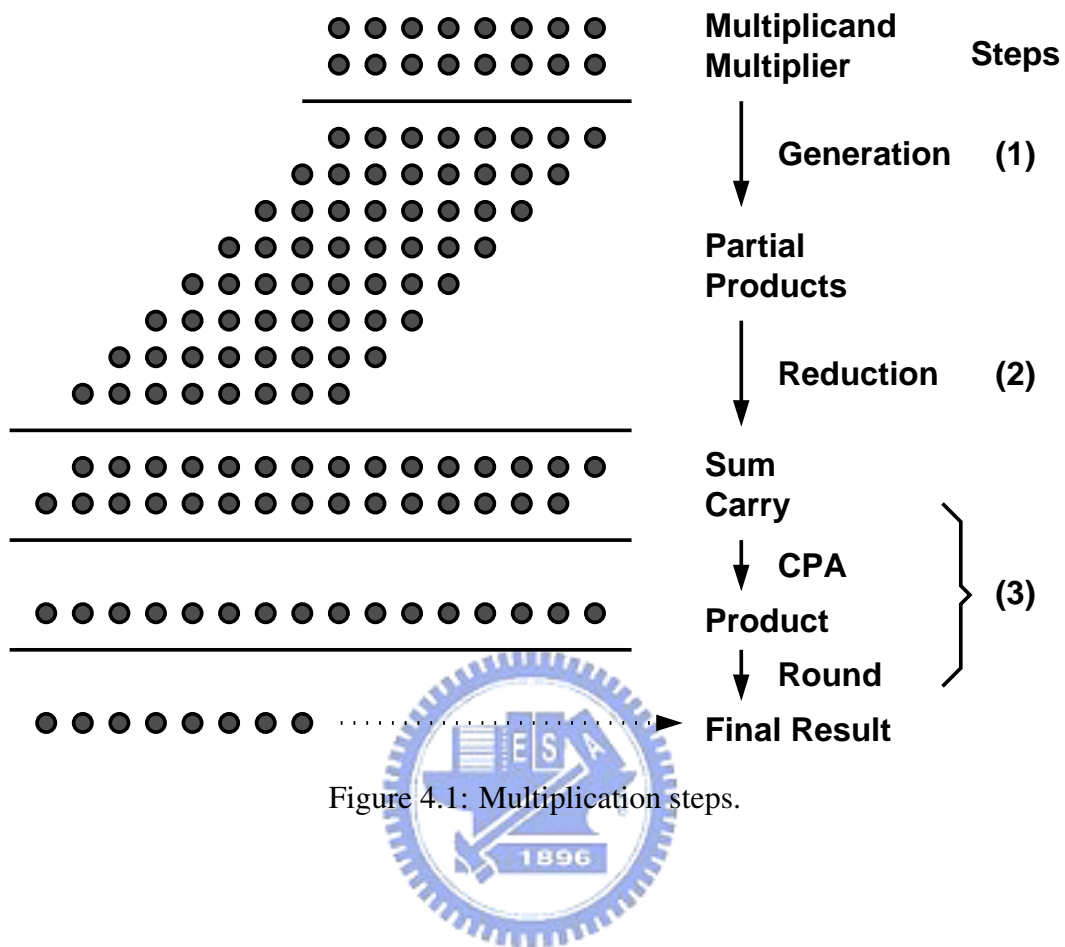 Multiplicand
Multiplier
Steps
Generation (1)
Partial
Products
Reduction (2)
Sum
Carry
CPA
(3)
Product
Round
Final Result
ESA
Figure 4.1: Multiplication steps.
1896